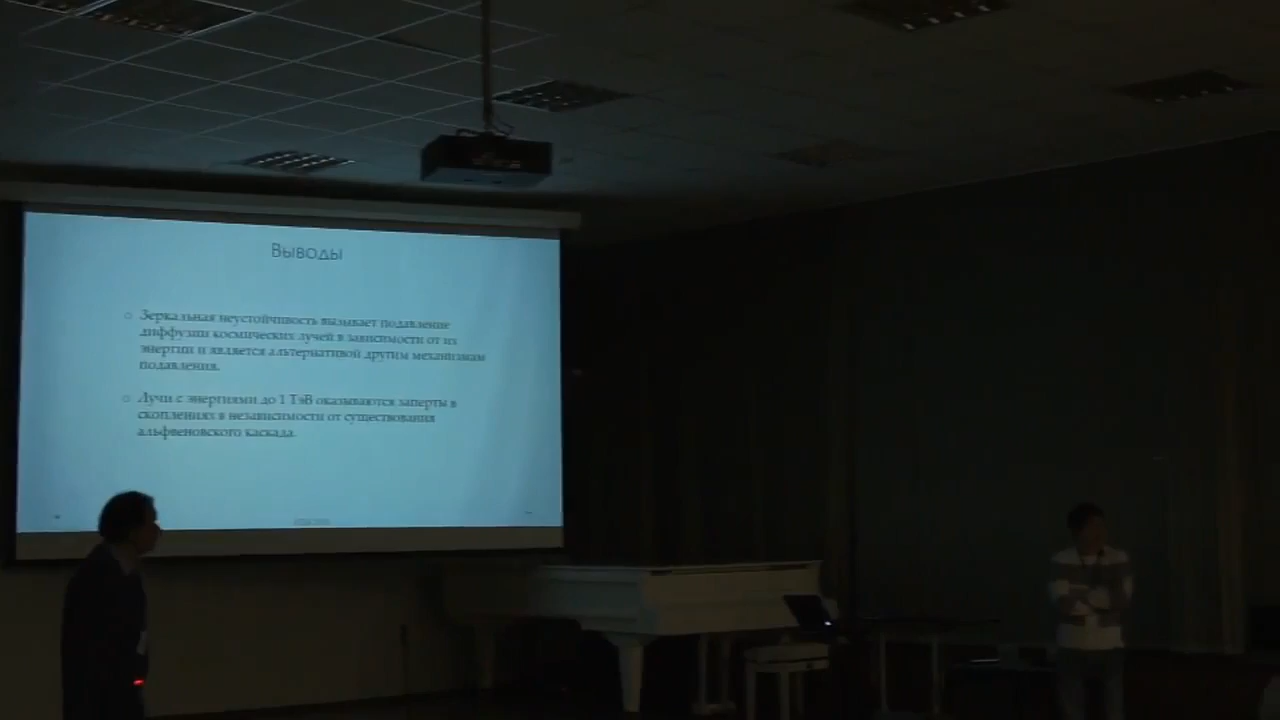 Выводы
Зеркальная неустойчивость вызывает подавление
диффузии космических лучей в зависимости от их
энергии и является альтернативой другим механизмам
подавления.
Лучи с энергиями до 1 ТэВ оказываются заперты в
скоплениях в независимости от существования
альфвеновского каскада.